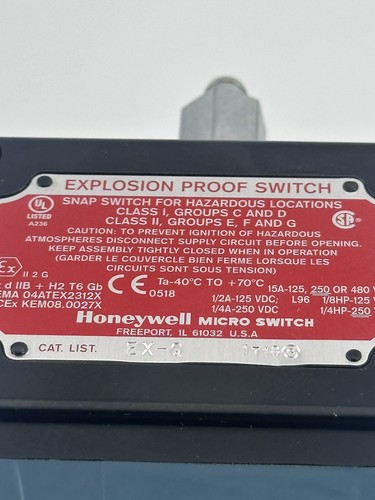 EXPLOSION PROOF SWITCH
UL
LISTED
A236
SNAP SWITCH FOR HAZARDOUS LOCATIONS
CLASS I, GROUPS C AND D
CLASS II, GROUPS E, F AND G
CAUTION: TO PREVENT IGNITION OF HAZARDOUS
ATMOSPHERES DISCONNECT SUPPLY CIRCUIT BEFORE OPENING.
KEEP ASSEMBLY TIGHTLY CLOSED WHEN IN OPERATION
(GARDER LE COUVERCLE BIEN FERME LORSQUE LES
CIRCUITS SONT SOUS TENSION)
Ex II 2 G
d IIB + H2 T6 Gb
EMA 04ATEX2312X
CEx KEM08.0027X
CE 0518
Ta-40°C TO +70°C
15A-125, 250 OR 480 V
1/2A-125 VDC; L96 1/8HP-125 V
1/4A-250 VDC 1/4HP-250
Honeywell MICRO SWITCH
FREEPORT, IL 61032 U.S.A
CAT. LIST. EX-Q